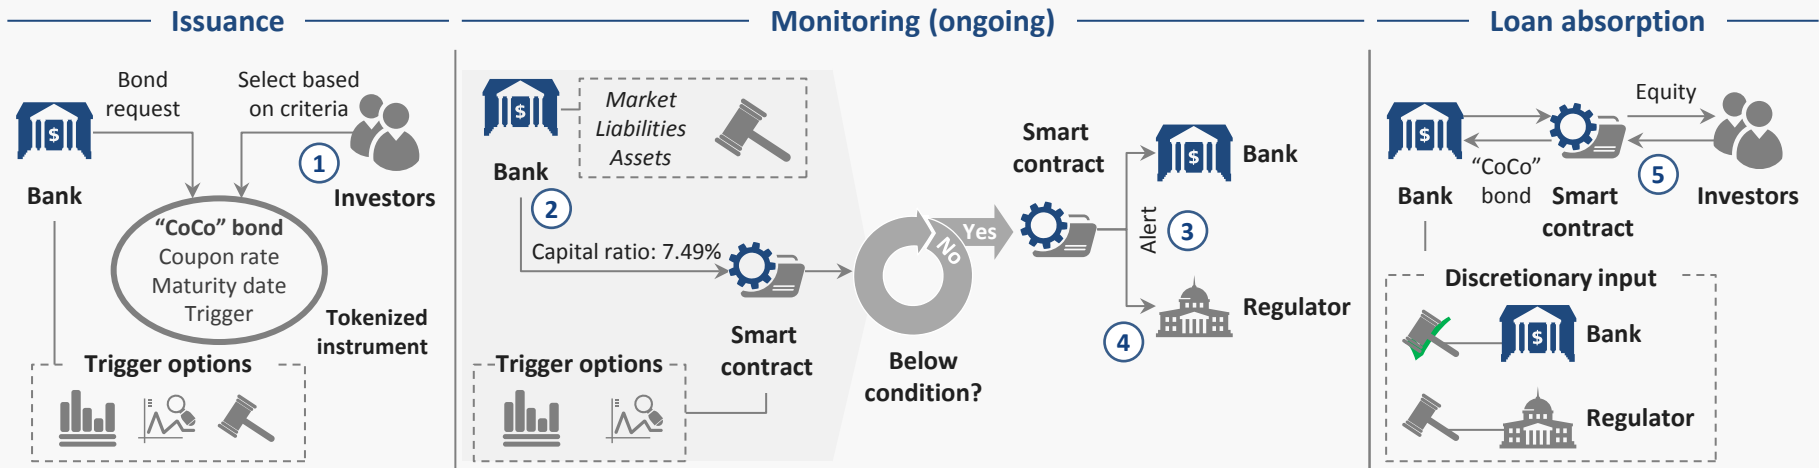 Issuance
Bond
request
Select based
on criteria
$
1
Bank
Investors
“CoCo” bond
Coupon rate
Maturity date
Trigger
Tokenized
instrument
Trigger options
Monitoring (ongoing)
$
Market
Liabilities
Assets
Bank
2
Capital ratio: 7.49%
Smart
contract
Trigger options
No
Yes
Below
condition?
Smart
contract
$
Bank
Alert
3
Regulator
4
Loan absorption
$
Equity
“CoCo”
bond
5
Bank
Smart
contract
Investors
Discretionary input
$
Bank
Regulator